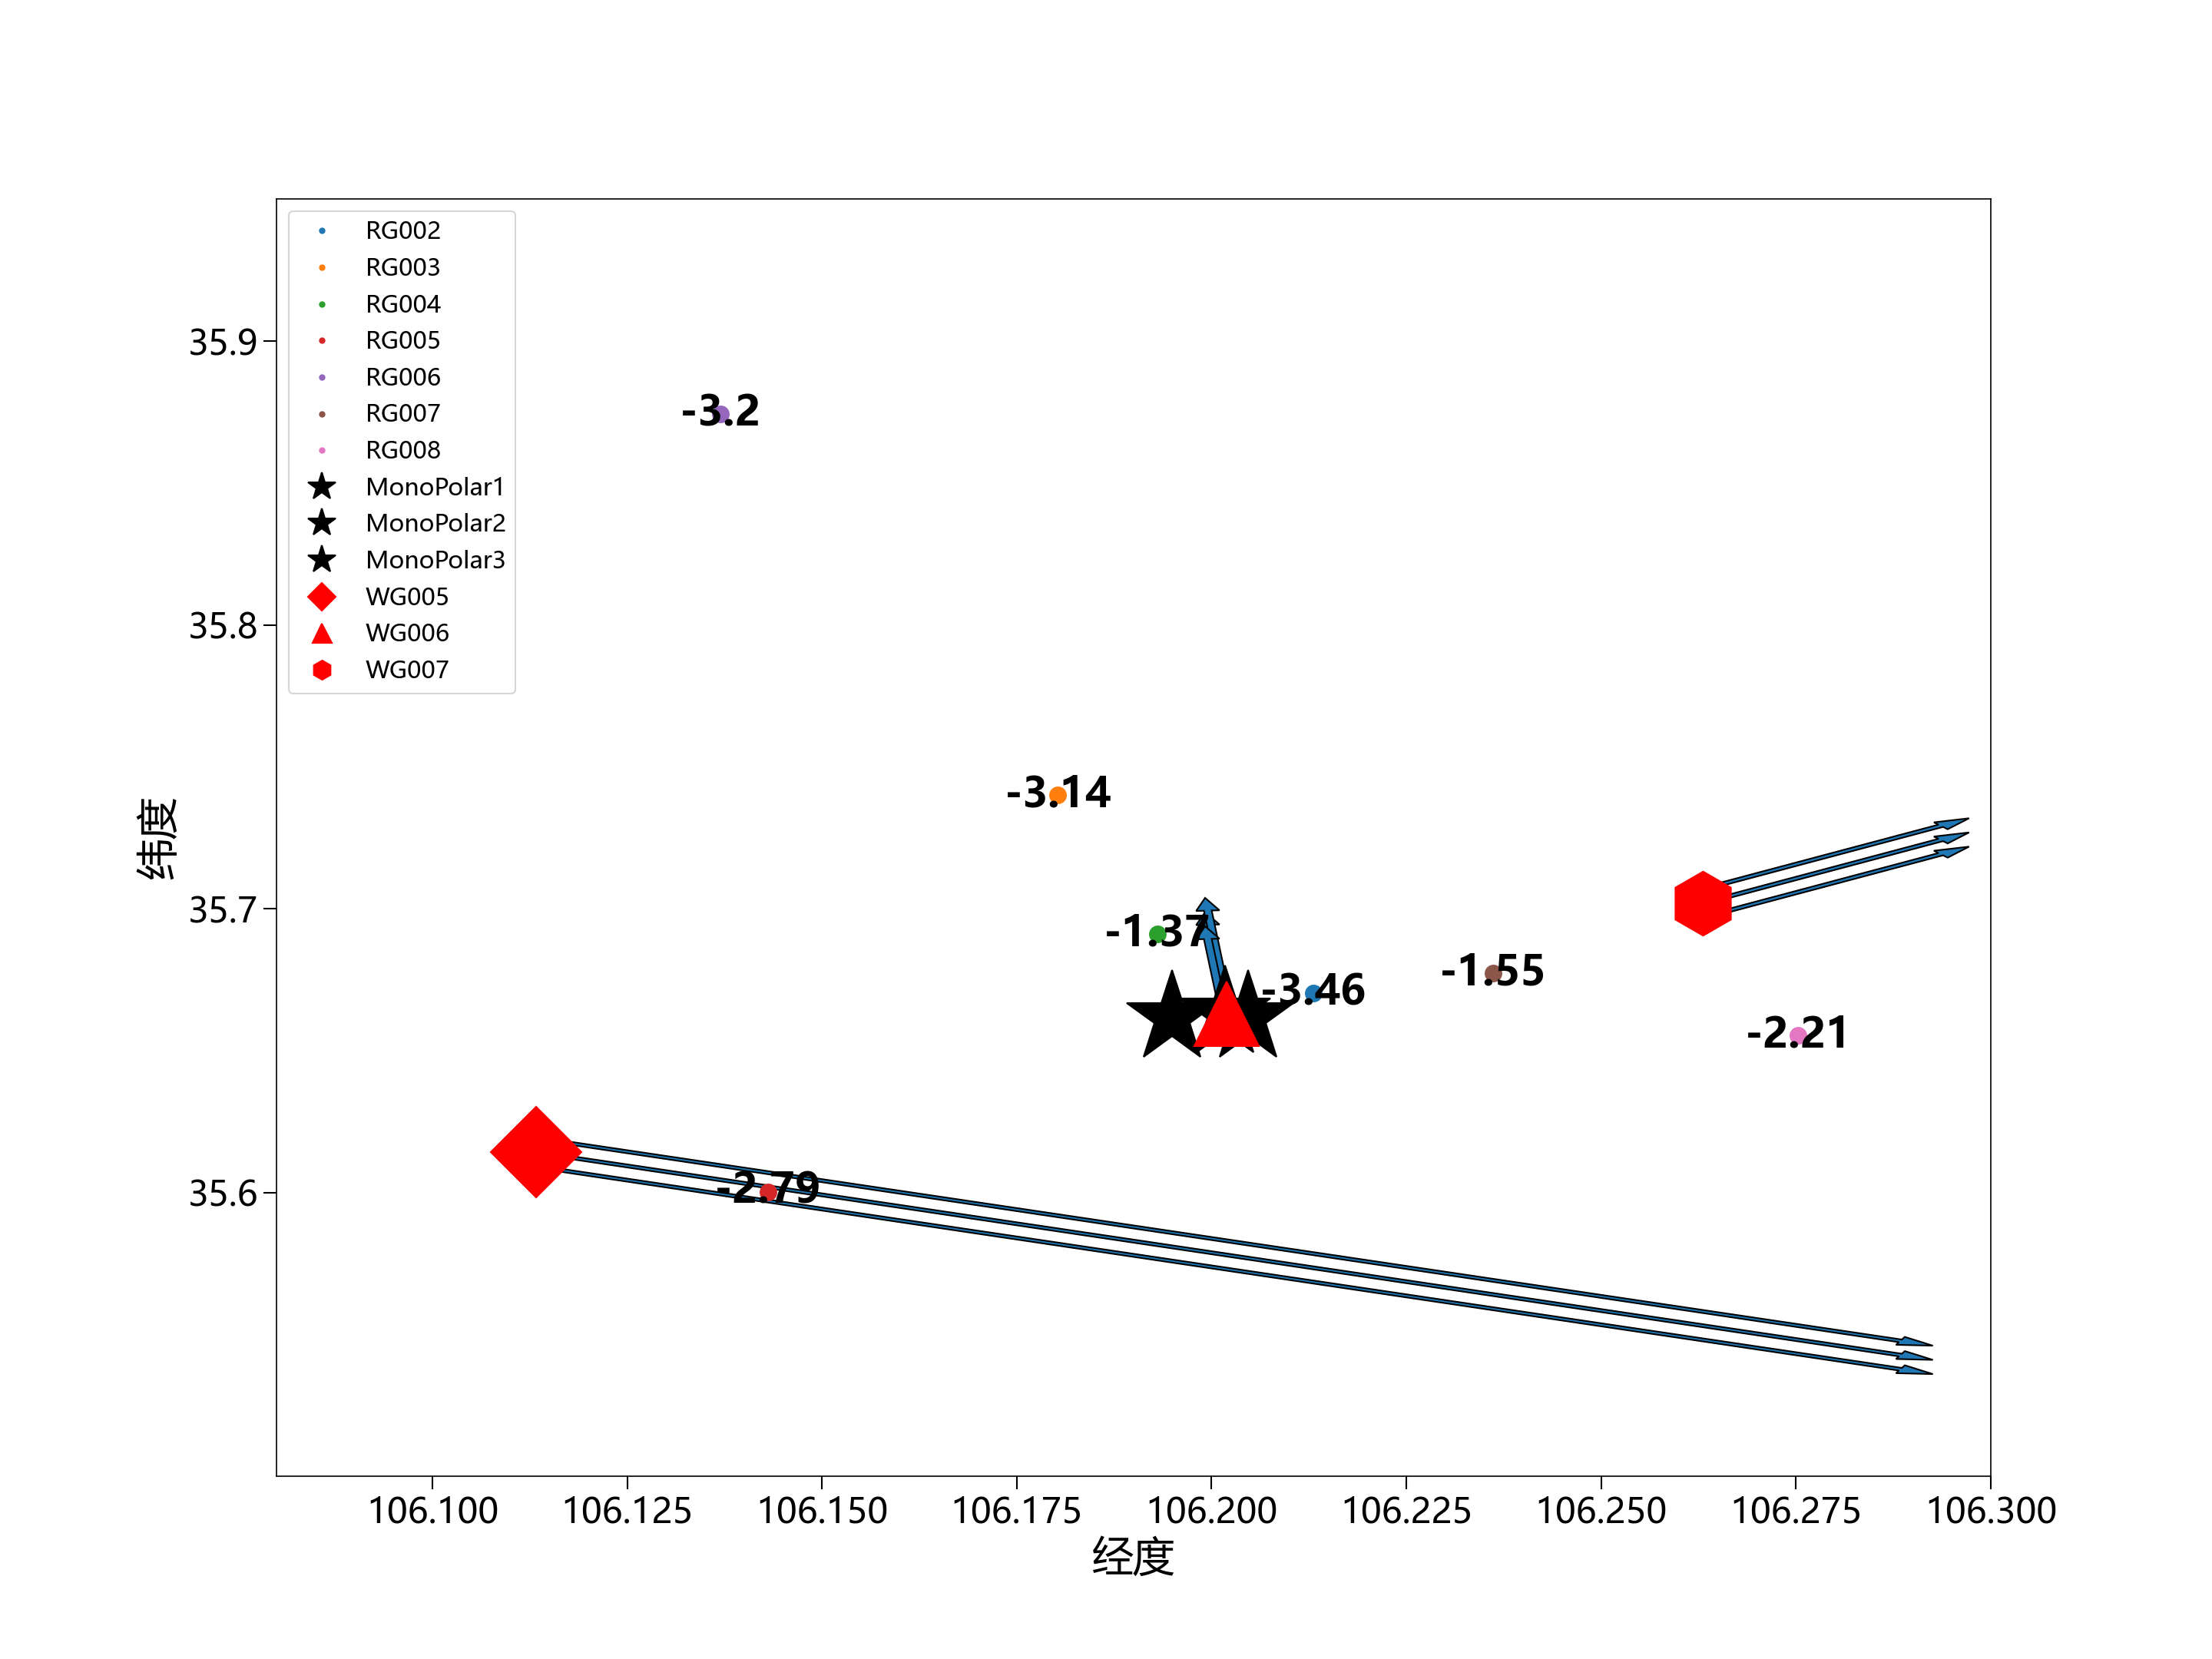 RG002
RG003
RG004
RG005
RG006
RG007
RG008
MonoPolar1
MonoPolar2
MonoPolar3
WG005
WG006
WG007
35.9
35.8
35.7
35.6
纬度
-3.2
-3.14
-1.37
-3.46
-1.55
-2.21
-2.79
106.100
106.125
106.150
106.175
106.200
106.225
106.250
106.275
106.300
经度